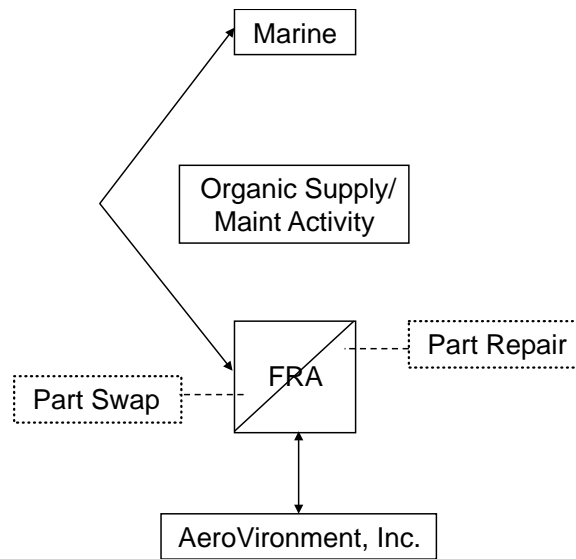 Marine
Organic Supply/
Maint Activity
Part Repair
FRA
Part Swap
AeroVironment, Inc.